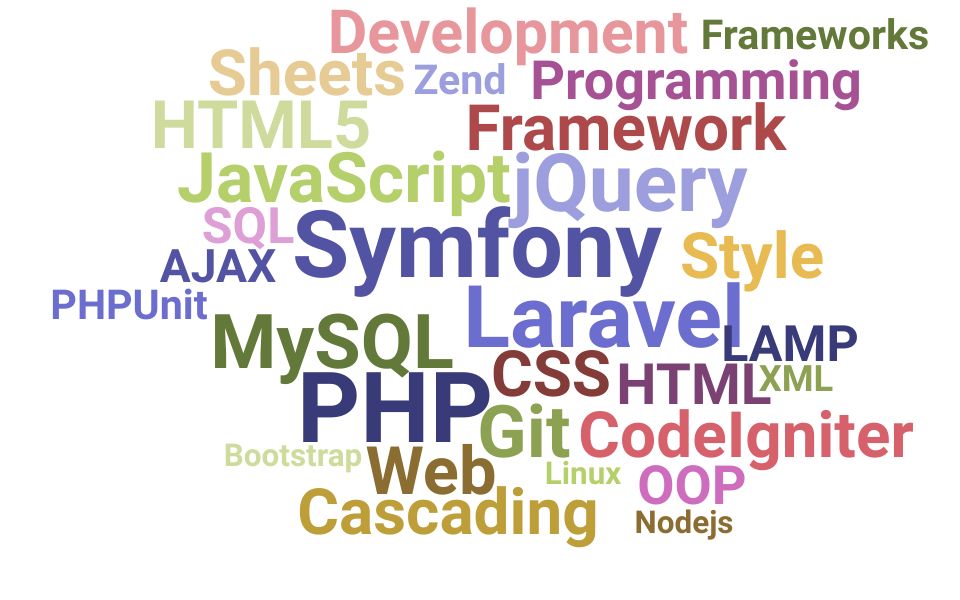 Development Frameworks
Sheets Zend Programming
HTML5 Framework
JavaScript jQuery
SQL Symfony Style
AJAX
PHPUnit Laravel
MySQL LAMP
CSS HTML XML
PHP Git CodeIgniter
Bootstrap Web Linux OOP
Cascading Nodejs